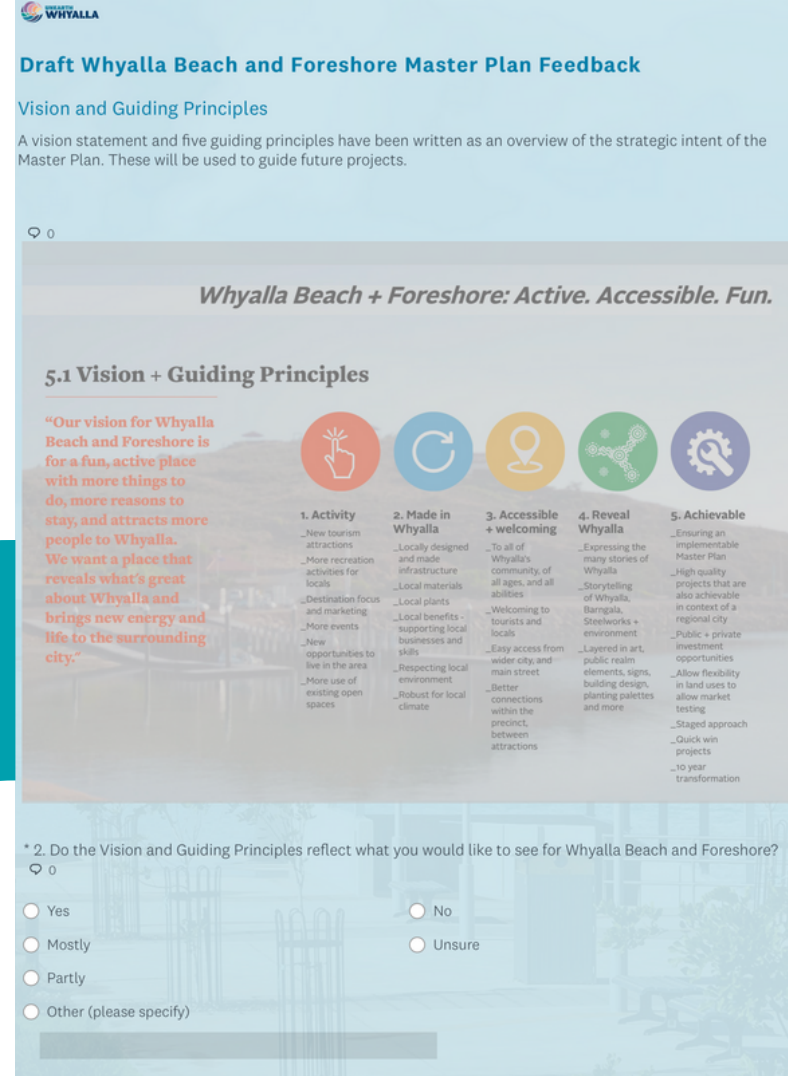 UNEARTH
WHYALLA
Draft Whyalla Beach and Foreshore Master Plan Feedback
Vision and Guiding Principles
A vision statement and five guiding principles have been written as an overview of the strategic intent of the
Master Plan. These will be used to guide future projects.
0
Whyalla Beach + Foreshore: Active. Accessible. Fun.
5.1 Vision + Guiding Principles
“Our vision for Whyalla
Beach and Foreshore is
for a fun, active place
with more things to
do, more reasons to
stay, and attracts more
people to Whyalla.
We want a place that
reveals what’s great
about Whyalla and
brings new energy and
life to the surrounding
city.”
1. Activity
_New tourism
attractions
_More recreation
activities for
locals
_Destination focus
and marketing
_More events
_New
opportunities to
live in the area
_More use of
existing open
spaces
2. Made in
Whyalla
_Locally designed
and made
infrastructure
_Local materials
_Local plants
_Local benefits -
supporting local
businesses and
skills
_Respecting local
environment
_Robust for local
climate
3. Accessible
+ welcoming
_To all of
Whyalla's
community, of
all ages, and all
abilities
_Welcoming to
tourists and
locals
_Easy access from
wider city, and
main street
_Better
connections
within the
precinct,
between
attractions
4. Reveal
Whyalla
_Expressing the
many stories of
Whyalla
_Storytelling
of Whyalla,
Barngala,
Steelworks +
environment
_Layered in art,
public realm
elements, signs,
building design,
planting palettes
and more
5. Achievable
_Ensuring an
implementable
Master Plan
_High quality
projects that are
also achievable
in context of a
regional city
_Public + private
investment
opportunities
_Allow flexibility
in land uses to
allow market
testing
_Staged approach
_Quick win
projects
_10 year
transformation
* 2. Do the Vision and Guiding Principles reflect what you would like to see for Whyalla Beach and Foreshore?
0
Yes
No
Mostly
Unsure
Partly
Other (please specify)